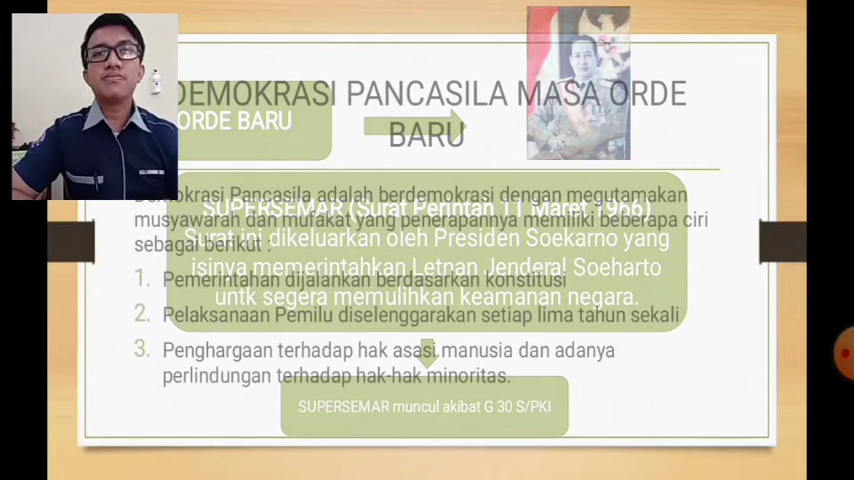 DEMOKRASI PANCASILA MASA ORDE
BARU
ORDE BARU
Demokrasi Pancasila adalah berdemokrasi dengan megutamakan
musyawarah dan mufakat yang penerapannya memiliki beberapa ciri
sebagai berikut :
1. Pemerintahan dijalankan berdasarkan konstitusi
2. Pelaksanaan Pemilu diselenggarakan setiap lima tahun sekali
3. Penghargaan terhadap hak asasi manusia dan adanya
perlindungan terhadap hak-hak minoritas.
SUPERSEMAR (Surat Perintah 11 Maret 1966)
Surat ini dikeluarkan oleh Presiden Soekarno yang
isinya memerintahkan Letnan Jenderal Soeharto
untk segera memulihkan keamanan negara.
SUPERSEMAR muncul akibat G 30 S/PKI